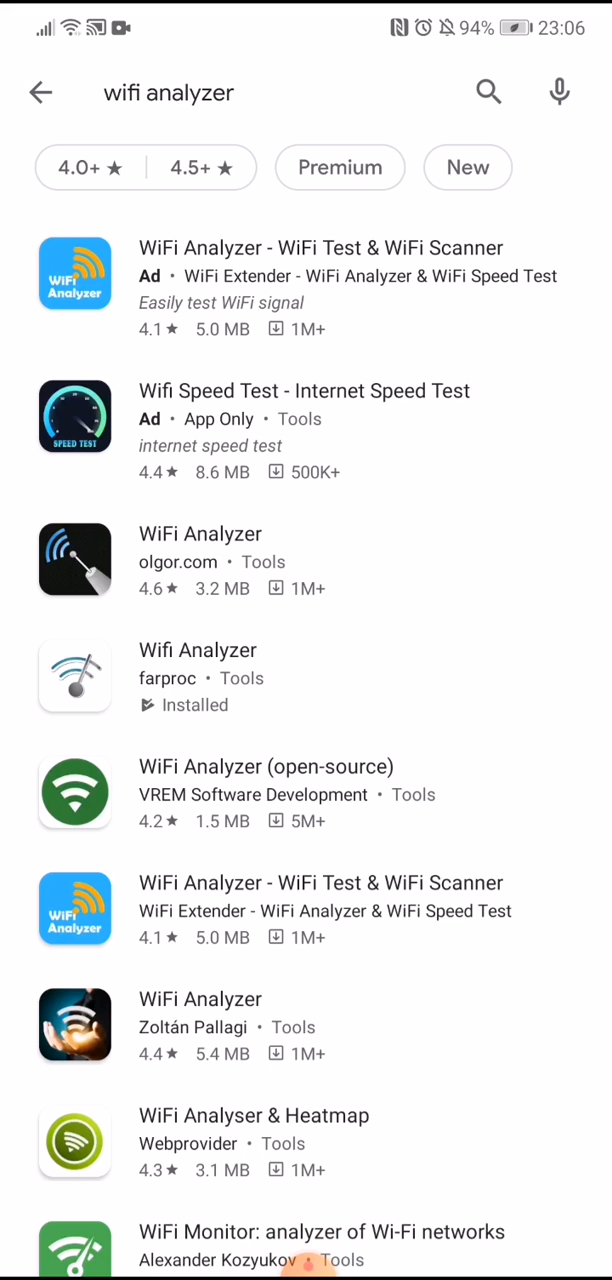 94% 23:06
wifi analyzer
4.0+ ★ 4.5+ ★ Premium New
WiFi Analyzer
WiFi Analyzer - WiFi Test & WiFi Scanner
Ad • WiFi Extender - WiFi Analyzer & WiFi Speed Test
Easily test WiFi signal
4.1 ★ 5.0 MB 1M+
SPEED TEST
Wifi Speed Test - Internet Speed Test
Ad • App Only • Tools
internet speed test
4.4 ★ 8.6 MB 500K+
WiFi Analyzer
olgor.com • Tools
4.6 ★ 3.2 MB 1M+
Wifi Analyzer
farproc • Tools
Installed
WiFi Analyzer (open-source)
VREM Software Development • Tools
4.2 ★ 1.5 MB 5M+
WiFi Analyzer
WiFi Analyzer - WiFi Test & WiFi Scanner
WiFi Extender - WiFi Analyzer & WiFi Speed Test
4.1 ★ 5.0 MB 1M+
WiFi Analyzer
Zoltán Pallagi • Tools
4.4 ★ 5.4 MB 1M+
WiFi Analyser & Heatmap
Webprovider • Tools
4.3 ★ 3.1 MB 1M+
WiFi Monitor: analyzer of Wi-Fi networks
Alexander Kozyukov • Tools